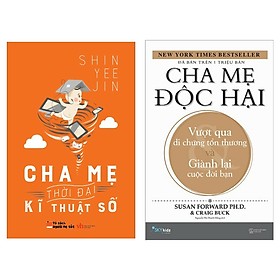 SHIN
YEE
JIN
CHA MẸ
THỜI ĐẠI
KĨ THUẬT SỐ
NEW YORK TIMES BESTSELLER
ĐÃ BÁN TRÊN 1 TRIỆU BẢN
CHA MẸ
ĐỘC HẠI
Vượt qua
di chứng tổn thương
và
Giành lại
cuộc đời bạn
SUSAN FORWARD PH.D.
& CRAIG BUCK